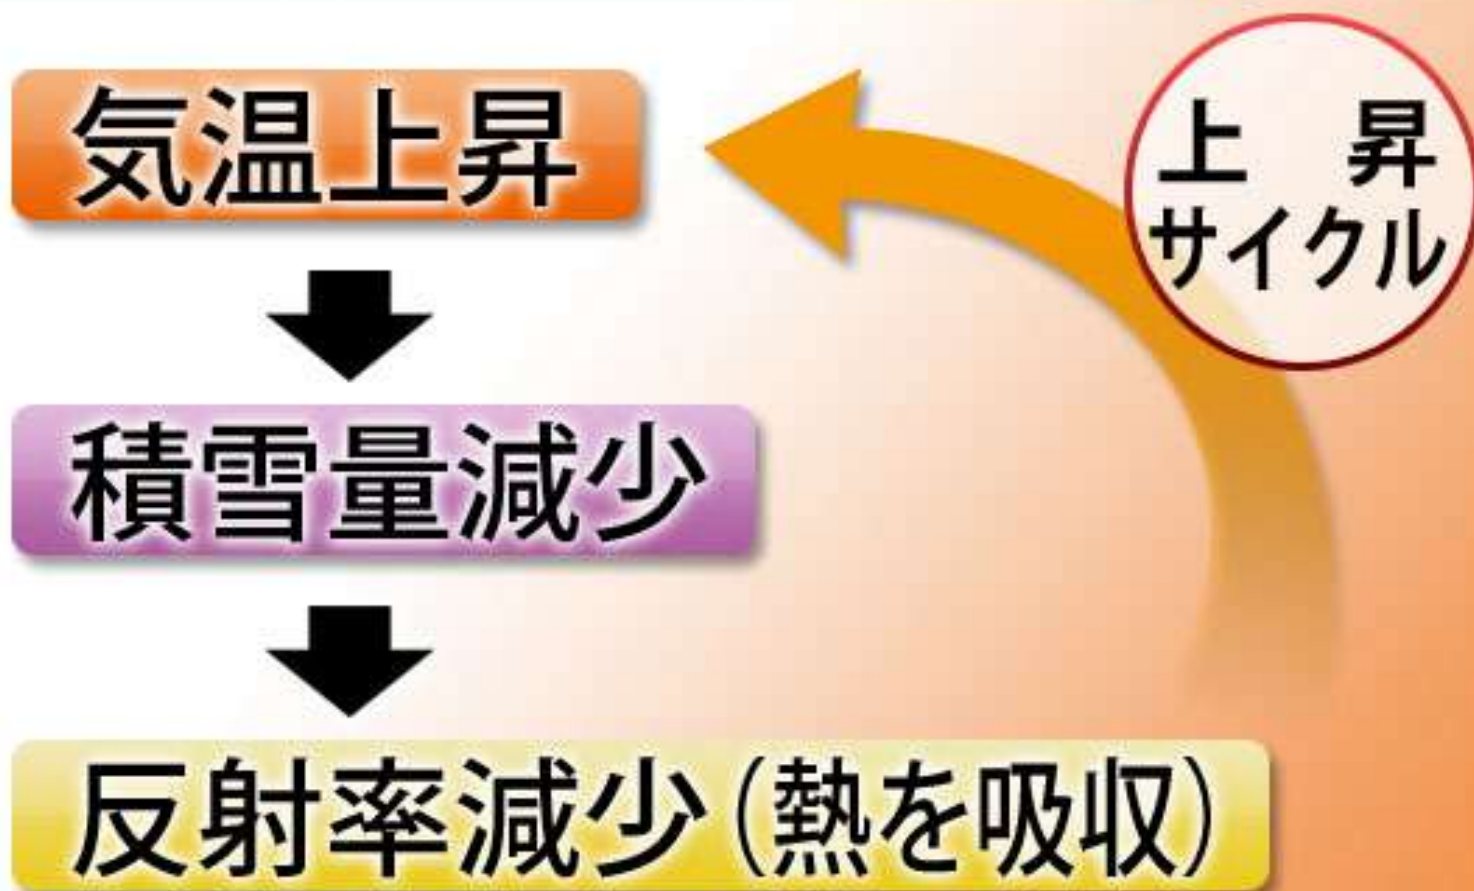 気温上昇
上 昇
サイクル
積雪量減少
反射率減少(熱を吸収)